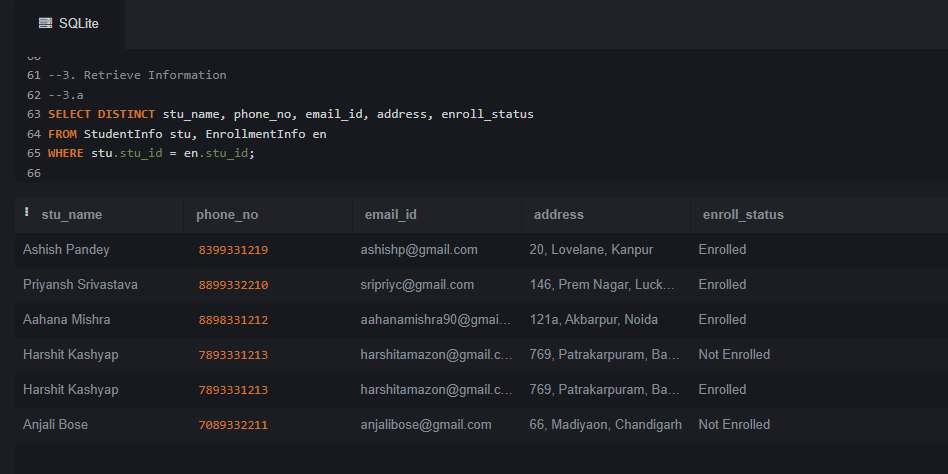 SQLite
60
61 --3. Retrieve Information
62 --3.a
63 SELECT DISTINCT stu_name, phone_no, email_id, address, enroll_status
64 FROM StudentInfo stu, EnrollmentInfo en
65 WHERE stu.stu_id = en.stu_id;
66
stu_name phone_no email_id address enroll_status
Ashish Pandey 8399331219 ashishp@gmail.com 20, Lovelane, Kanpur Enrolled
Priyansh Srivastava 8899332210 sripriyc@gmail.com 146, Prem Nagar, Luck… Enrolled
Aahana Mishra 8898331212 aahanamishra90@gmai… 121a, Akbarpur, Noida Enrolled
Harshit Kashyap 7893331213 harshitamazon@gmail.c… 769, Patrakarpuram, Ba… Not Enrolled
Harshit Kashyap 7893331213 harshitamazon@gmail.c… 769, Patrakarpuram, Ba… Enrolled
Anjali Bose 7089332211 anjalibose@gmail.com 66, Madiyaon, Chandigarh Not Enrolled